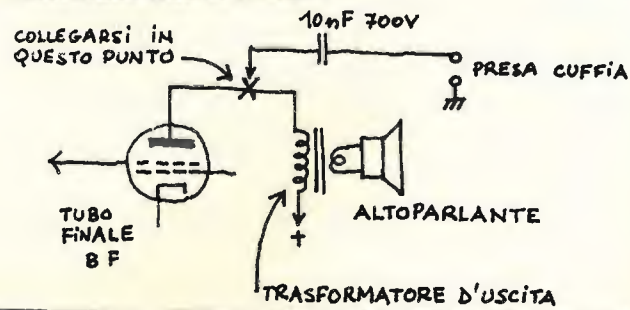 10nF 700V
COLLEGARSi iN
QUESTO PUNTO
PRESA CUFFiA
TUBO
FiNALE
BF
+
ALTOPARLANTE
TRASFORMATORE D'USCiTA